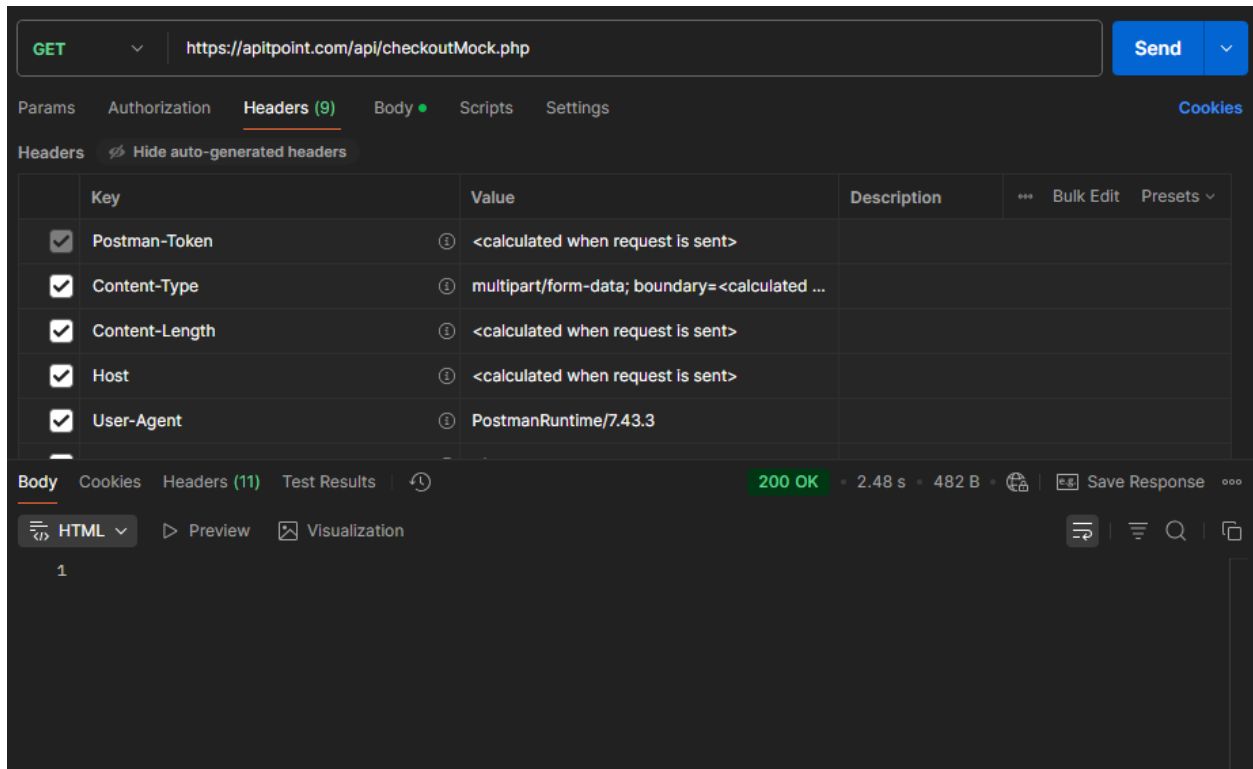 GET https://apitpoint.com/api/checkoutMock.php Send
Params Authorization Headers (9) Body Scripts Settings Cookies
Headers Hide auto-generated headers
Key Value Description Bulk Edit Presets
Postman-Token <calculated when request is sent>
Content-Type multipart/form-data; boundary=<calculated ...
Content-Length <calculated when request is sent>
Host <calculated when request is sent>
User-Agent PostmanRuntime/7.43.3
Body Cookies Headers (11) Test Results 200 OK 2.48 s 482 B e.g. Save Response
HTML Preview Visualization
1